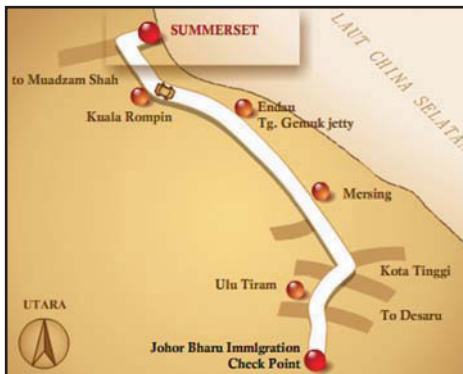 SUMMERSET
LAUT CHINA SELATAN
to Muadzam Shah
Kuala Rompin
Endau
Tg. Gemuk jetty
Mersing
Kota Tinggi
Ulu Tiram
To Desaru
UTARA
Johor Bharu Immigration
Check Point